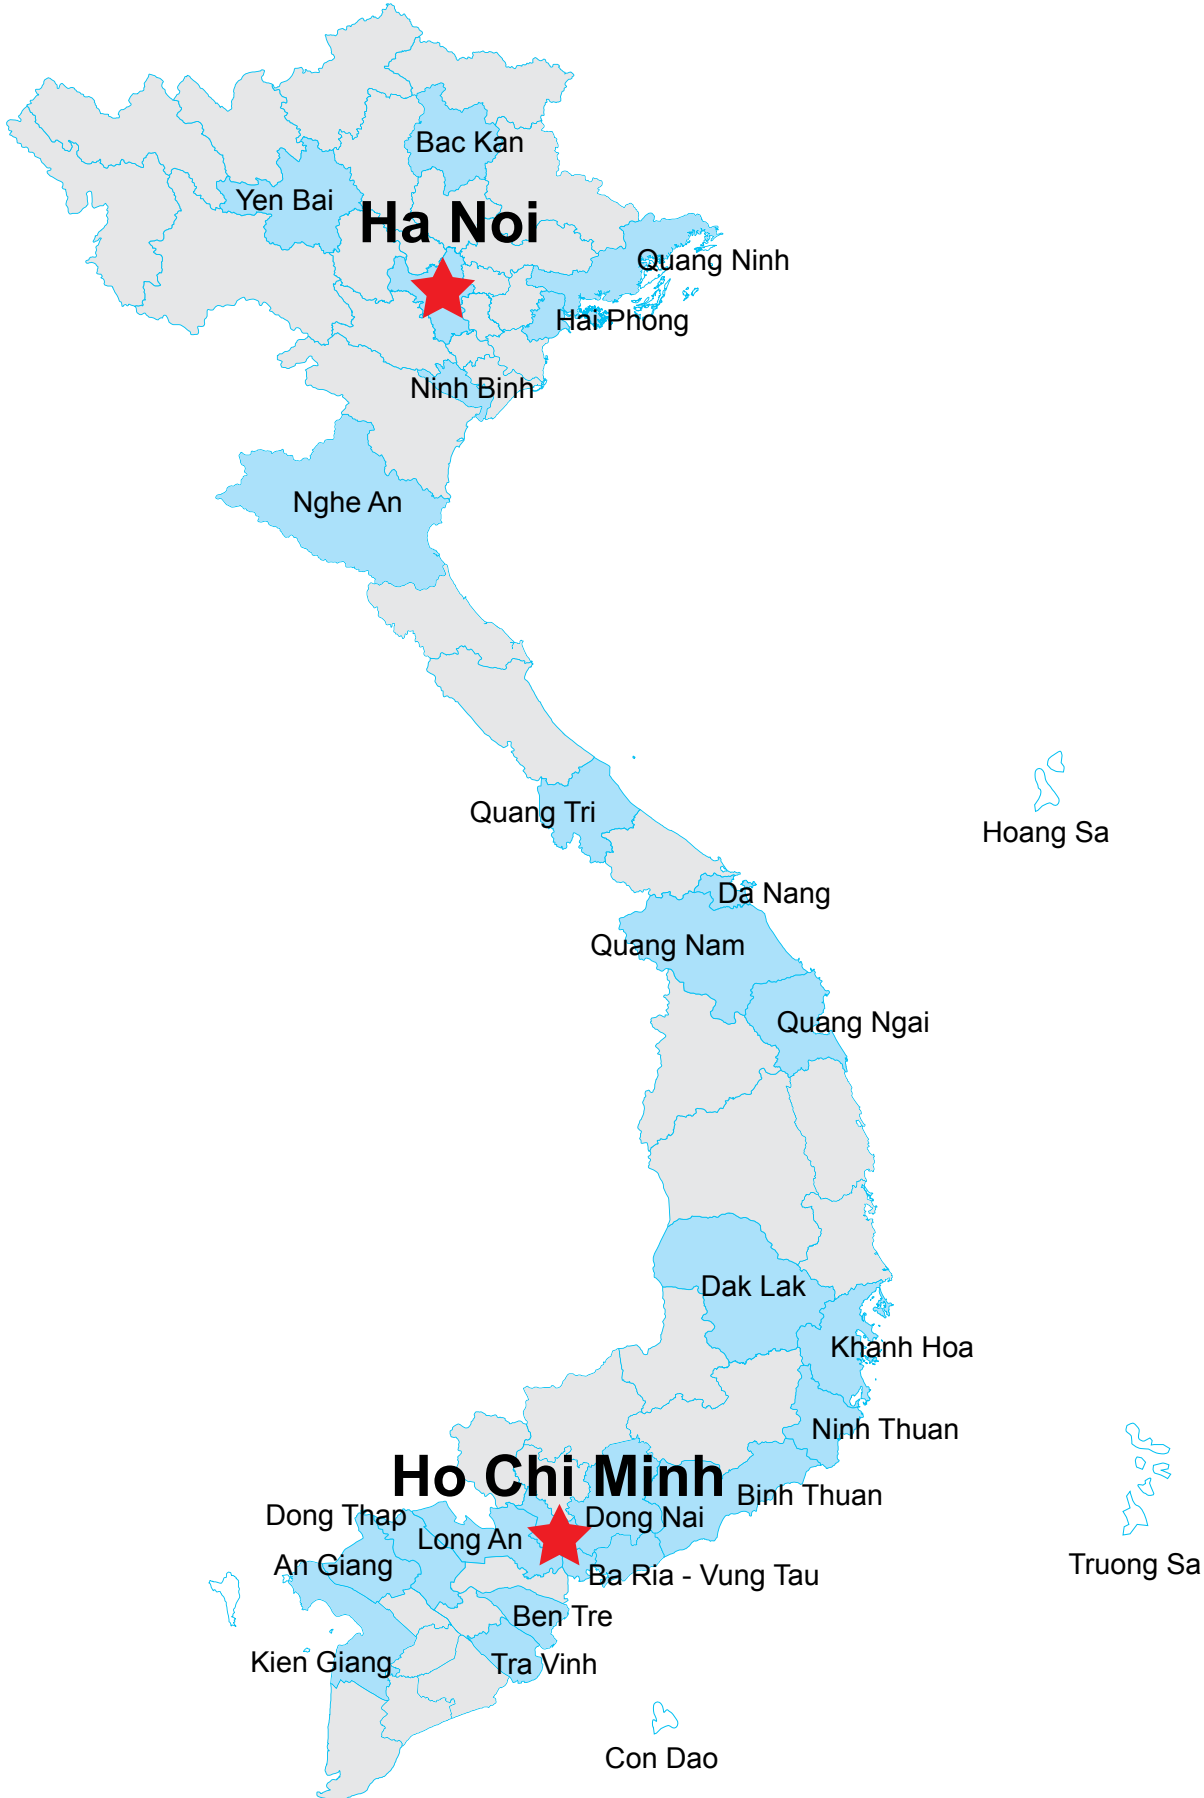 Bac Kan
Yen Bai
Ha Noi
Quang Ninh
Hai Phong
Ninh Binh
Nghe An
Quang Tri
Hoang Sa
Da Nang
Quang Nam
Quang Ngai
Dak Lak
Khanh Hoa
Ninh Thuan
Ho Chi Minh
Binh Thuan
Dong Thap
Dong Nai
Long An
An Giang
Truong Sa
Ba Ria - Vung Tau
Ben Tre
Kien Giang
Tra Vinh
Con Dao